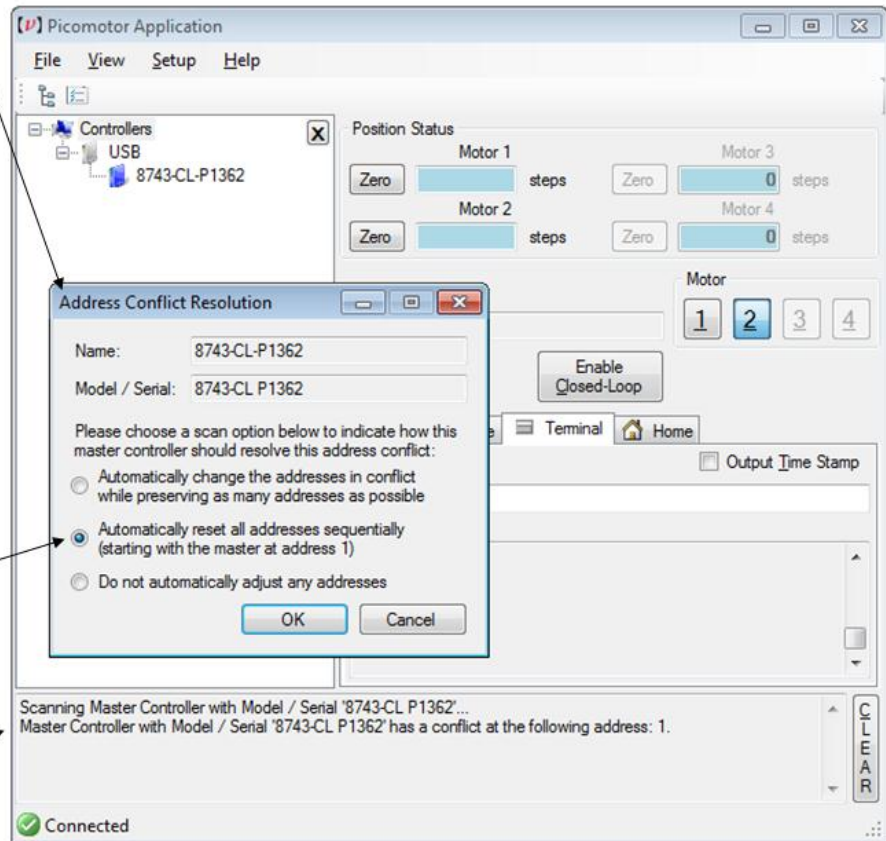 [ν] Picomotor Application
File View Setup Help
Controllers
USB
8743-CL-P1362
X
Position Status
Motor 1
Motor 3
Zero steps Zero 0 steps
Motor 2
Motor 4
Zero steps Zero 0 steps
Motor
1 2 3 4
Enable
Closed-Loop
Terminal Home
Output Time Stamp
Address Conflict Resolution
Name: 8743-CL-P1362
Model / Serial: 8743-CL P1362
Please choose a scan option below to indicate how this
master controller should resolve this address conflict:
Automatically change the addresses in conflict
while preserving as many addresses as possible
Automatically reset all addresses sequentially
(starting with the master at address 1)
Do not automatically adjust any addresses
OK Cancel
Scanning Master Controller with Model / Serial '8743-CL P1362'...
Master Controller with Model / Serial '8743-CL P1362' has a conflict at the following address: 1.
CLEAR
Connected